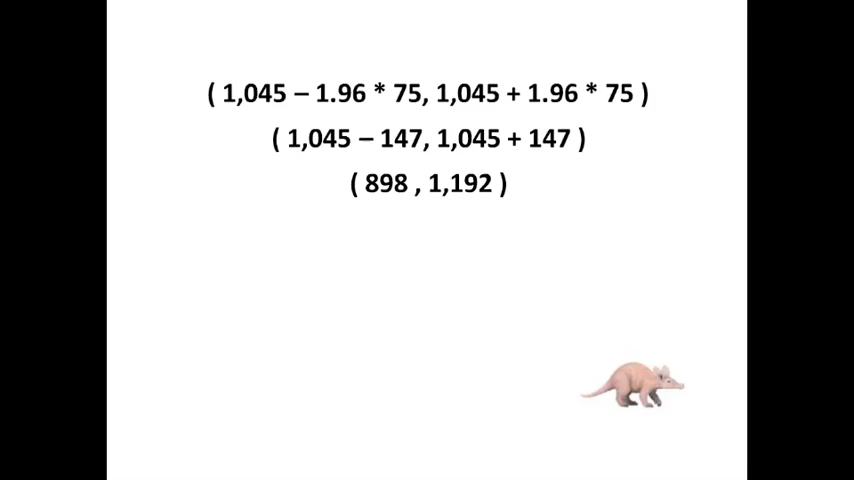 ( 1,045 – 1.96 * 75, 1,045 + 1.96 * 75 )
( 1,045 – 147, 1,045 + 147 )
( 898 , 1,192 )